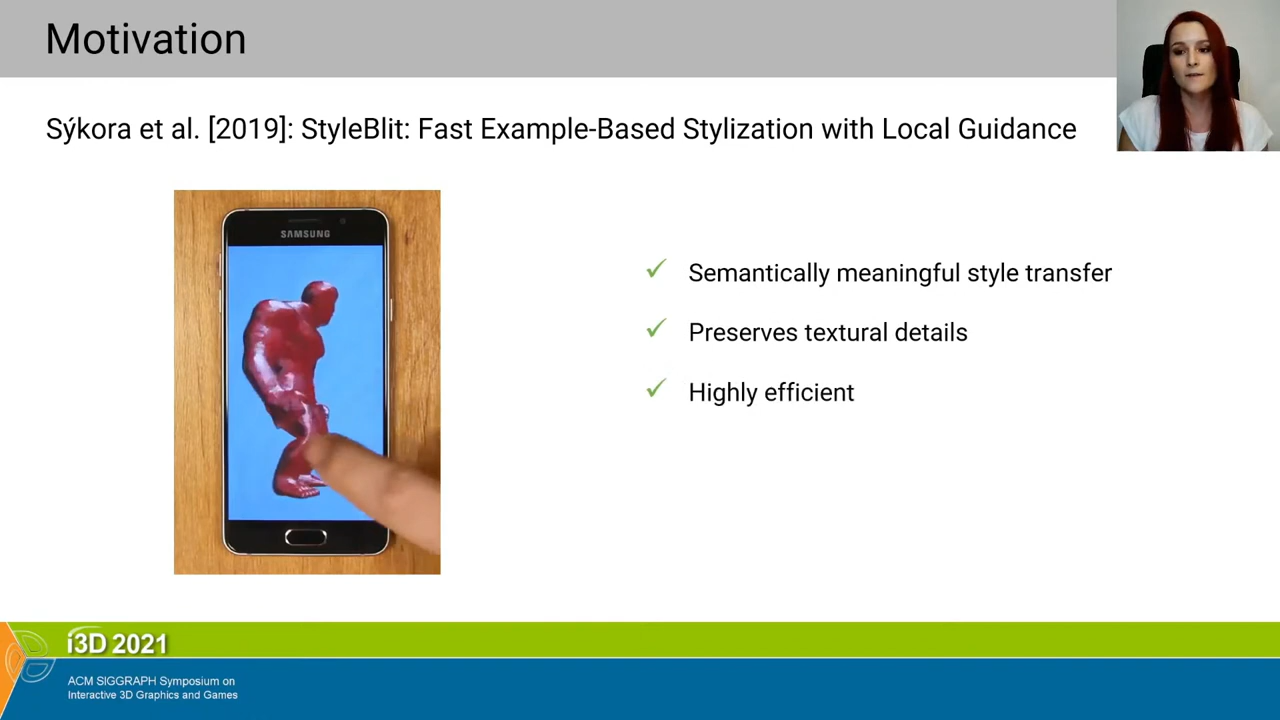 Motivation
Sýkora et al. [2019]: StyleBlit: Fast Example-Based Stylization with Local Guidance
SAMSUNG
Semantically meaningful style transfer
Preserves textural details
Highly efficient
i3D 2021
ACM SIGGRAPH Symposium on
Interactive 3D Graphics and Games